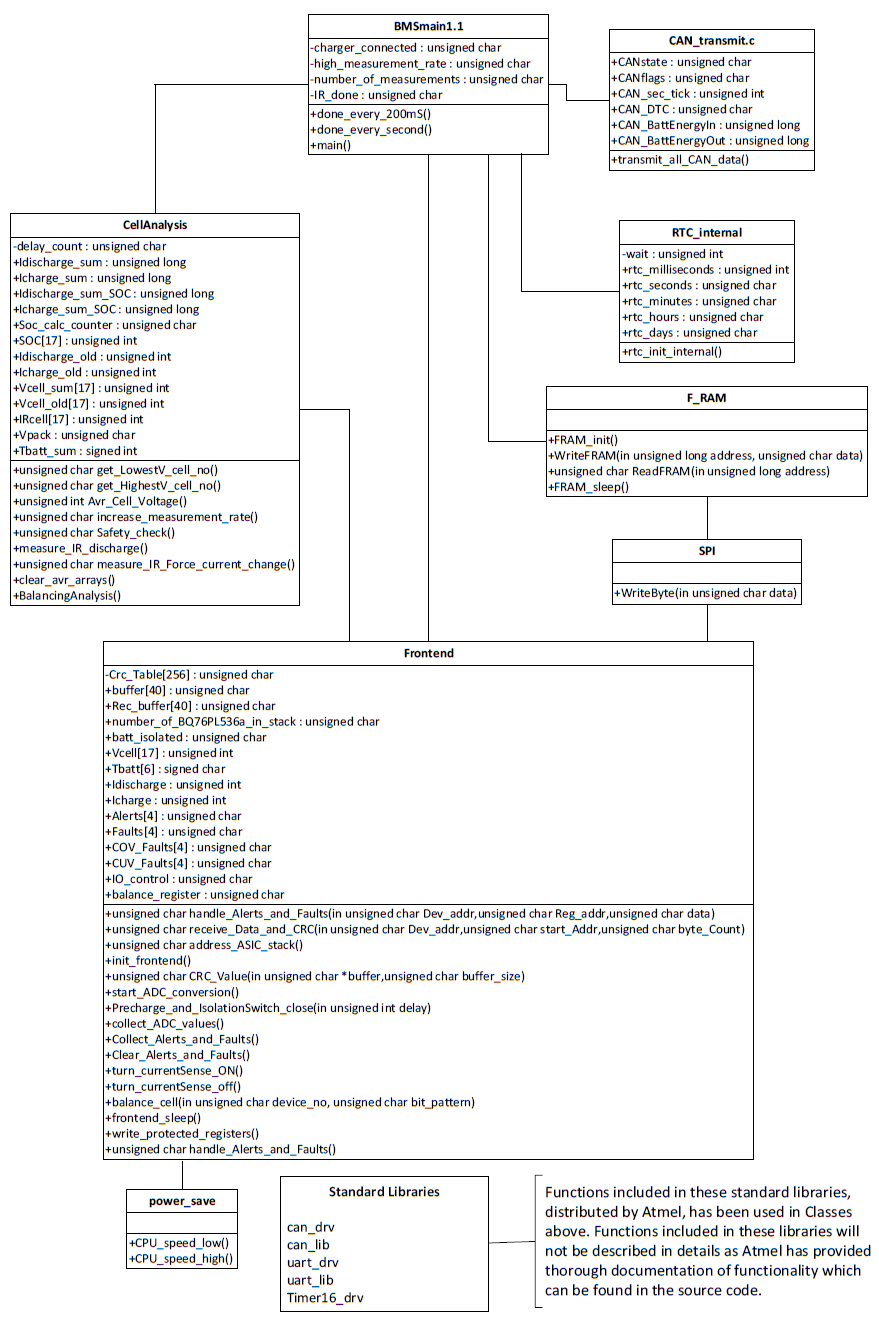 BMSmain1.1
-charger_connected : unsigned char
-high_measurement_rate : unsigned char
-number_of_measurements : unsigned char
-IR_done : unsigned char
+done_every_200mS()
+done_every_second()
+main()
CAN_transmit.c
+CANstate : unsigned char
+CANflags : unsigned char
+CAN_sec_tick : unsigned int
+CAN_DTC : unsigned char
+CAN_BattEnergyIn : unsigned long
+CAN_BattEnergyOut : unsigned long
+transmit_all_CAN_data()
CellAnalysis
-delay_count : unsigned char
+Idischarge_sum : unsigned long
+Icharge_sum : unsigned long
+Idischarge_sum_SOC : unsigned long
+Icharge_sum_SOC : unsigned long
+Soc_calc_counter : unsigned char
+SOC[17] : unsigned int
+Idischarge_old : unsigned int
+Icharge_old : unsigned int
+Vcell_sum[17] : unsigned int
+Vcell_old[17] : unsigned int
+IRcell[17] : unsigned int
+Vpack : unsigned char
+Tbatt_sum : signed int
+unsigned char get_LowestV_cell_no()
+unsigned char get_HighestV_cell_no()
+unsigned int Avr_Cell_Voltage()
+unsigned char increase_measurement_rate()
+unsigned char Safety_check()
+measure_IR_discharge()
+unsigned char measure_IR_Force_current_change()
+clear_avr_arrays()
+BalancingAnalysis()
RTC_internal
-wait : unsigned int
+rtc_milliseconds : unsigned int
+rtc_seconds : unsigned char
+rtc_minutes : unsigned char
+rtc_hours : unsigned char
+rtc_days : unsigned char
+rtc_init_internal()
F_RAM
+FRAM_init()
+WriteFRAM(in unsigned long address, unsigned char data)
+unsigned char ReadFRAM(in unsigned long address)
+FRAM_sleep()
SPI
+WriteByte(in unsigned char data)
Frontend
-Crc_Table[256] : unsigned char
+buffer[40] : unsigned char
+Rec_buffer[40] : unsigned char
+number_of_BQ76PL536a_in_stack : unsigned char
+batt_isolated : unsigned char
+Vcell[17] : unsigned int
+Tbatt[6] : signed char
+Idischarge : unsigned int
+Icharge : unsigned int
+Alerts[4] : unsigned char
+Faults[4] : unsigned char
+COV_Faults[4] : unsigned char
+CUV_Faults[4] : unsigned char
+IO_control : unsigned char
+balance_register : unsigned char
+unsigned char handle_Alerts_and_Faults(in unsigned char Dev_addr,unsigned char Reg_addr,unsigned char data)
+unsigned char receive_Data_and_CRC(in unsigned char Dev_addr,unsigned char start_Addr,unsigned char byte_Count)
+unsigned char address_ASIC_stack()
+init_frontend()
+unsigned char CRC_Value(in unsigned char *buffer,unsigned char buffer_size)
+start_ADC_conversion()
+Precharge_and_IsolationSwitch_close(in unsigned int delay)
+collect_ADC_values()
+Collect_Alerts_and_Faults()
+Clear_Alerts_and_Faults()
+turn_currentSense_ON()
+turn_currentSense_off()
+balance_cell(in unsigned char device_no, unsigned char bit_pattern)
+frontend_sleep()
+write_protected_registers()
+unsigned char handle_Alerts_and_Faults()
power_save
+CPU_speed_low()
+CPU_speed_high()
Standard Libraries
can_drv
can_lib
uart_drv
uart_lib
Timer16_drv
Functions included in these standard libraries,
distributed by Atmel, has been used in Classes
above. Functions included in these libraries will
not be described in details as Atmel has provided
thorough documentation of functionality which
can be found in the source code.